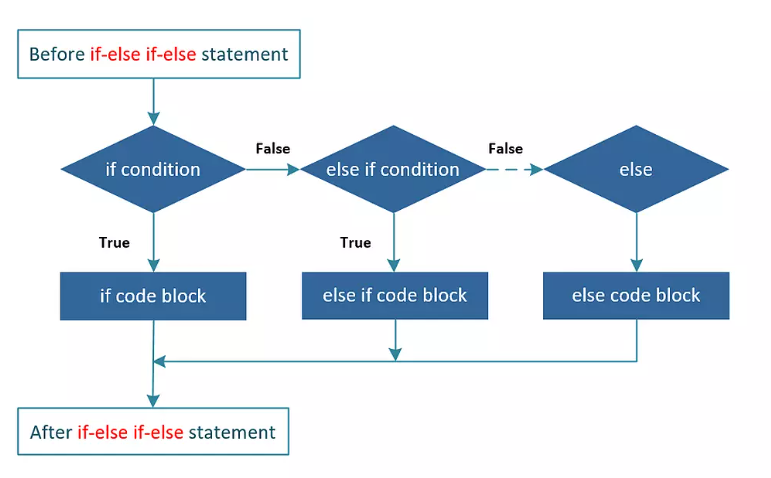 Before if-else if-else statement
False
False
if condition
else if condition
else
True
True
if code block
else if code block
else code block
After if-else if-else statement